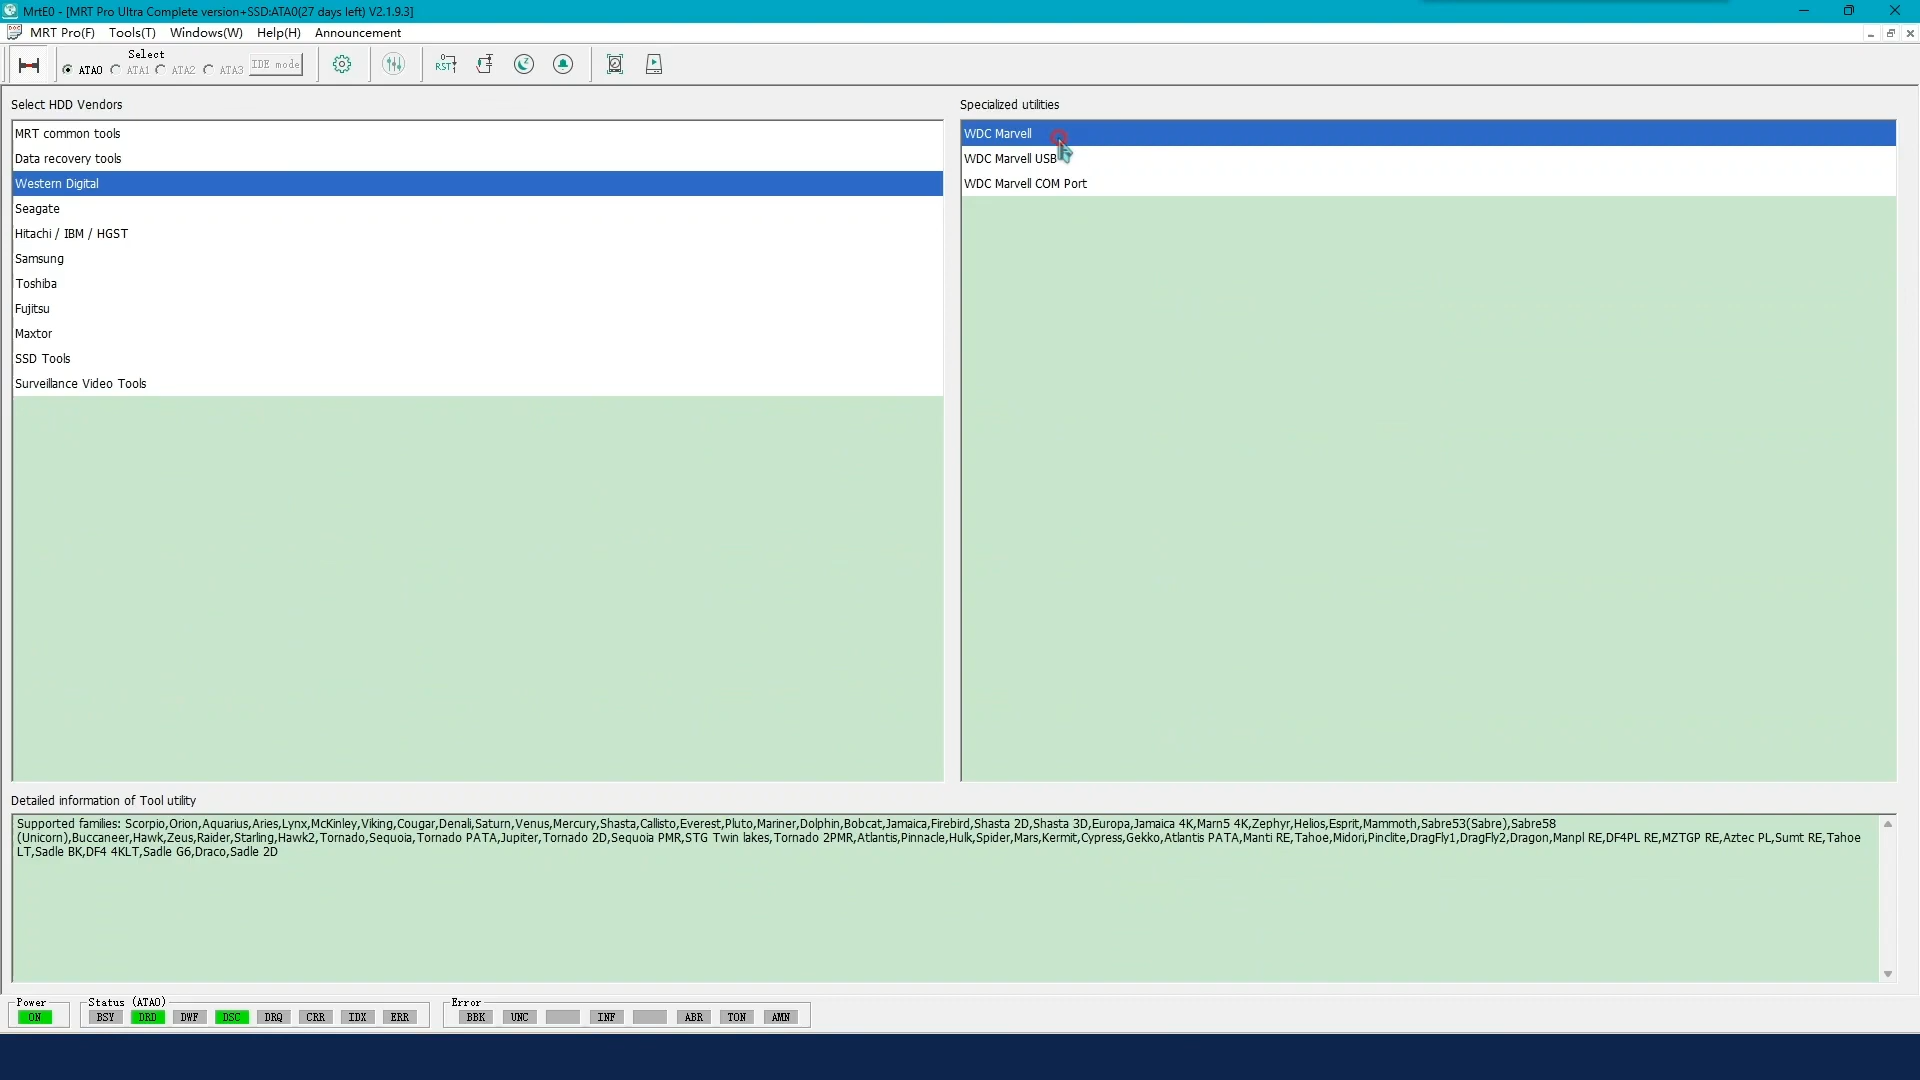 MrtE0 - [MRT Pro Ultra Complete version+SSD:ATA0(27 days left) V2.1.9.3]
MRT Pro(F) Tools(T) Windows(W) Help(H) Announcement
Select
ATA0 ATA1 ATA2 ATA3 IDE mode
RST
Select HDD Vendors
MRT common tools
Data recovery tools
Western Digital
Seagate
Hitachi / IBM / HGST
Samsung
Toshiba
Fujitsu
Maxtor
SSD Tools
Surveillance Video Tools
Specialized utilities
WDC Marvell
WDC Marvell USB
WDC Marvell COM Port
Detailed information of Tool utility
Supported families: Scorpio,Orion,Aquarius,Aries,Lynx,McKinley,Viking,Cougar,Denali,Saturn,Venus,Mercury,Shasta,Callisto,Everest,Pluto,Mariner,Dolphin,Bobcat,Jamaica,Firebird,Shasta 2D,Shasta 3D,Europa,Jamaica 4K,Marn5 4K,Zephyr,Helios,Esprit,Mammoth,Sabre53(Sabre),Sabre58
(Unicorn),Buccaneer,Hawk,Zeus,Raider,Starling,Hawk2,Tornado,Sequoia,Tornado PATA,Jupiter,Tornado 2D,Sequoia PMR,STG Twin lakes,Tornado 2PMR,Atlantis,Pinnacle,Hulk,Spider,Mars,Kermit,Cypress,Gekko,Atlantis PATA,Manti RE,Tahoe,Midori,Pinclite,DragFly1,DragFly2,Dragon,Manpl RE,DF4PL RE,MZTGP RE,Aztec PL,Sumt RE,Tahoe
LT,Sadle BK,DF4 4KLT,Sadle G6,Draco,Sadle 2D
Power
ON
Status (ATA0)
BSY DRD DWF DSC DRQ CRR IDX ERR
Error
BBK UNC INF ABR TON AMN